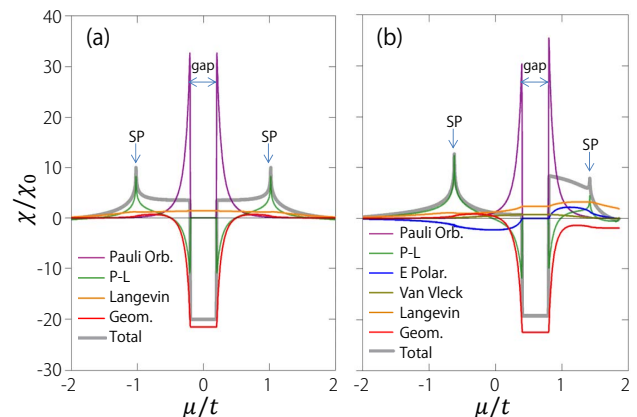 40
30
20
10
0
-10
-20
-30
χ/χ₀
(a)
gap
SP
SP
Pauli Orb.
P-L
Langevin
Geom.
Total
-2
-1
0
1
2
μ/t
(b)
gap
SP
SP
Pauli Orb.
P-L
E Polar.
Van Vleck
Langevin
Geom.
Total
-2
-1
0
1
2
μ/t